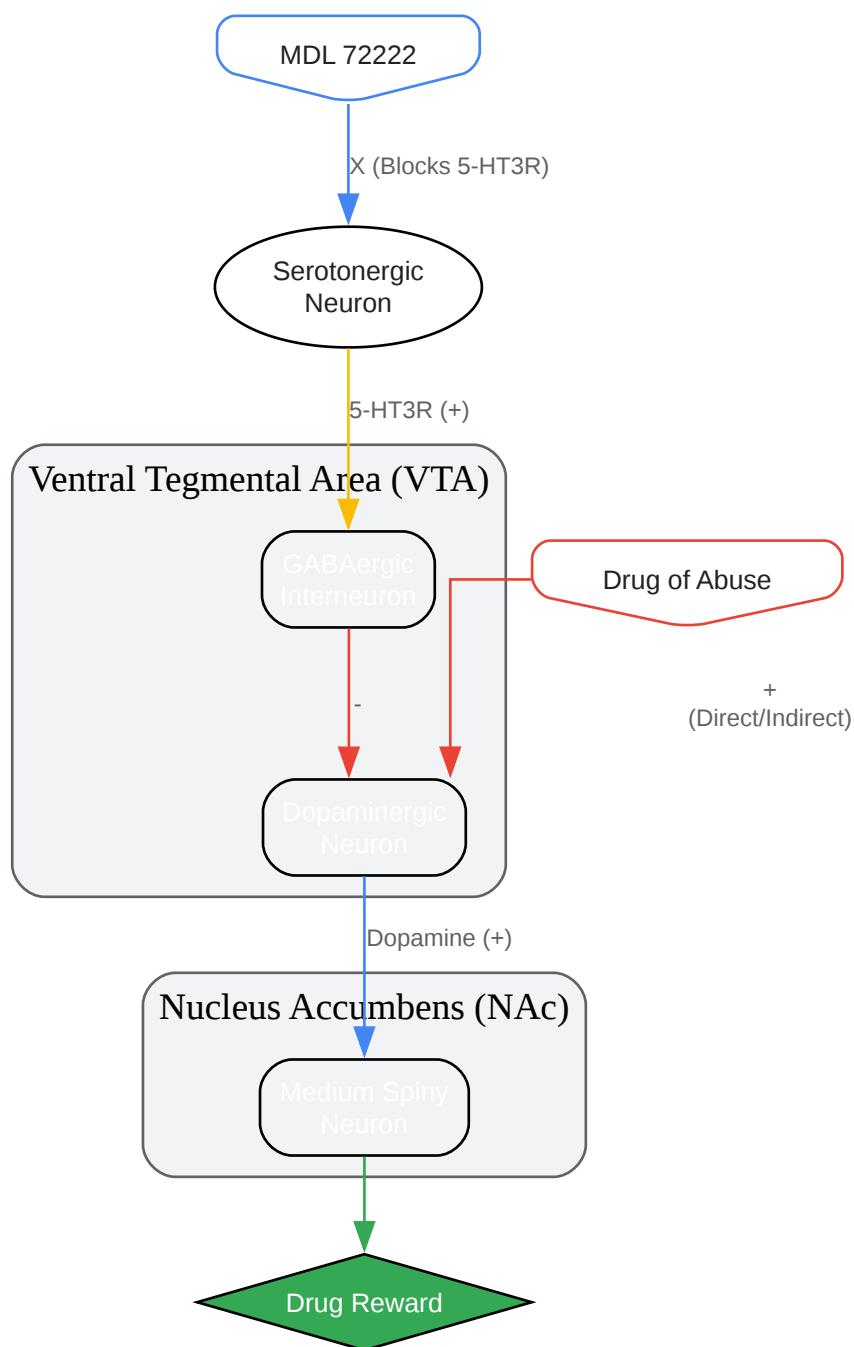 MDL 72222
X (Blocks 5-HT3R)
Serotonergic
Neuron
5-HT3R (+)
Ventral Tegmental Area (VTA)
GABAergic
Interneuron
Drug of Abuse
+
(Direct/Indirect)
-
Dopaminergic
Neuron
Dopamine (+)
Nucleus Accumbens (NAc)
Medium Spiny
Neuron
Drug Reward